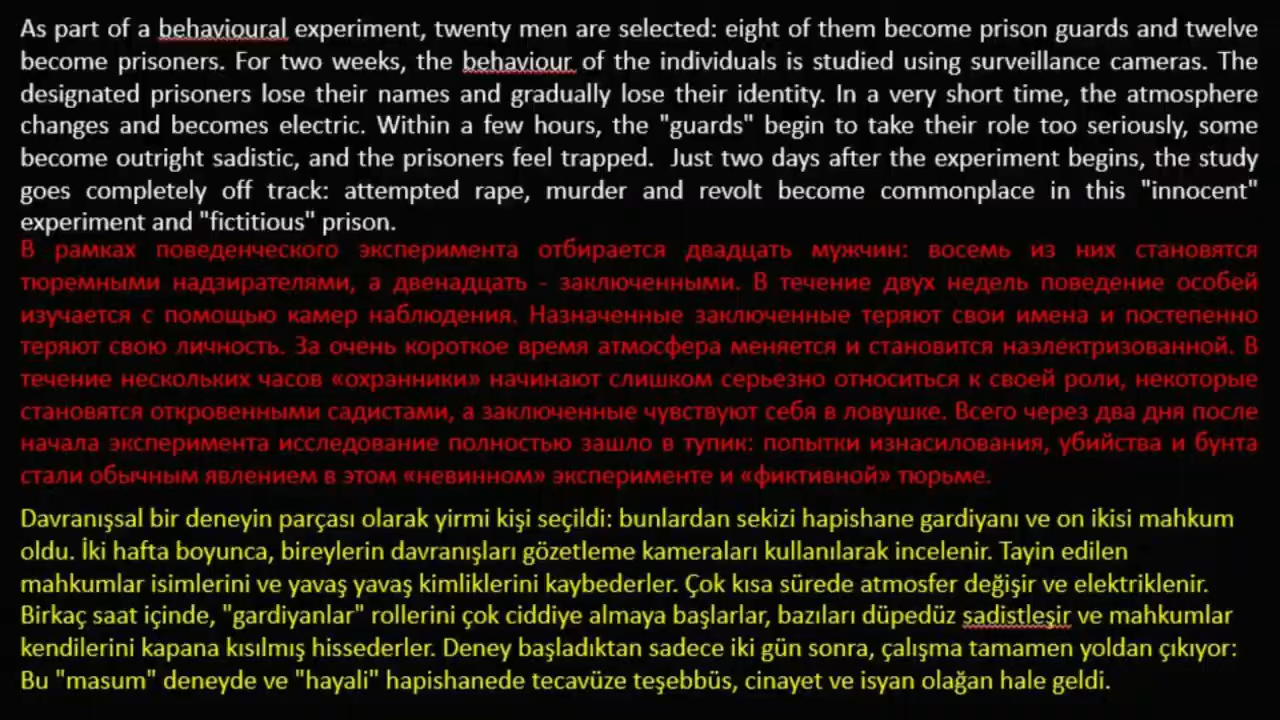 As part of a behavioural experiment, twenty men are selected: eight of them become prison guards and twelve
become prisoners. For two weeks, the behaviour of the individuals is studied using surveillance cameras. The
designated prisoners lose their names and gradually lose their identity. In a very short time, the atmosphere
changes and becomes electric. Within a few hours, the "guards" begin to take their role too seriously, some
become outright sadistic, and the prisoners feel trapped.  Just two days after the experiment begins, the study
goes completely off track: attempted rape, murder and revolt become commonplace in this "innocent"
experiment and "fictitious" prison.
В рамках поведенческого эксперимента отбирается двадцать мужчин: восемь из них становятся
тюремными надзирателями, а двенадцать - заключенными. В течение двух недель поведение особей
изучается с помощью камер наблюдения. Назначенные заключенные теряют свои имена и постепенно
теряют свою личность. За очень короткое время атмосфера меняется и становится наэлектризованной. В
течение нескольких часов «охранники» начинают слишком серьезно относиться к своей роли, некоторые
становятся откровенными садистами, а заключенные чувствуют себя в ловушке. Всего через два дня после
начала эксперимента исследование полностью зашло в тупик: попытки изнасилования, убийства и бунта
стали обычным явлением в этом «невинном» эксперименте и «фиктивной» тюрьме.
Davranışsal bir deneyin parçası olarak yirmi kişi seçildi: bunlardan sekizi hapishane gardiyanı ve on ikisi mahkum
oldu. İki hafta boyunca, bireylerin davranışları gözetleme kameraları kullanılarak incelenir. Tayin edilen
mahkumlar isimlerini ve yavaş yavaş kimliklerini kaybederler. Çok kısa sürede atmosfer değişir ve elektriklenir.
Birkaç saat içinde, "gardiyanlar" rollerini çok ciddiye almaya başlarlar, bazıları düpedüz sadistleşir ve mahkumlar
kendilerini kapana kısılmış hissederler. Deney başladıktan sadece iki gün sonra, çalışma tamamen yoldan çıkıyor:
Bu "masum" deneyde ve "hayali" hapishanede tecavüze teşebbüs, cinayet ve isyan olağan hale geldi.